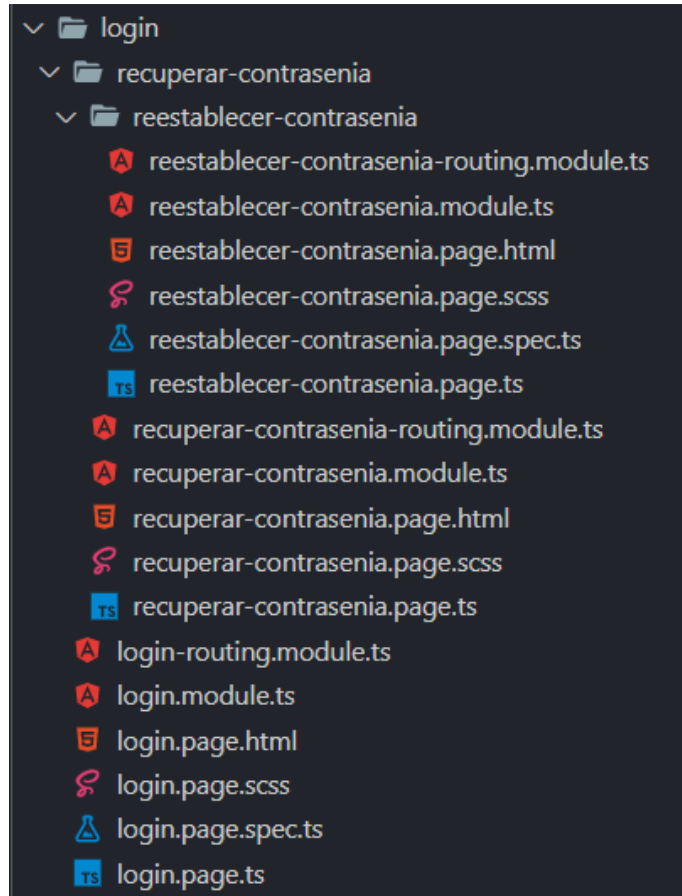 login
recuperar-contrasenia
reestablecer-contrasenia
reestablecer-contrasenia-routing.module.ts
reestablecer-contrasenia.module.ts
reestablecer-contrasenia.page.html
reestablecer-contrasenia.page.scss
reestablecer-contrasenia.page.spec.ts
TS reestablecer-contrasenia.page.ts
recuperar-contrasenia-routing.module.ts
recuperar-contrasenia.module.ts
recuperar-contrasenia.page.html
recuperar-contrasenia.page.scss
TS recuperar-contrasenia.page.ts
login-routing.module.ts
login.module.ts
login.page.html
login.page.scss
login.page.spec.ts
TS login.page.ts